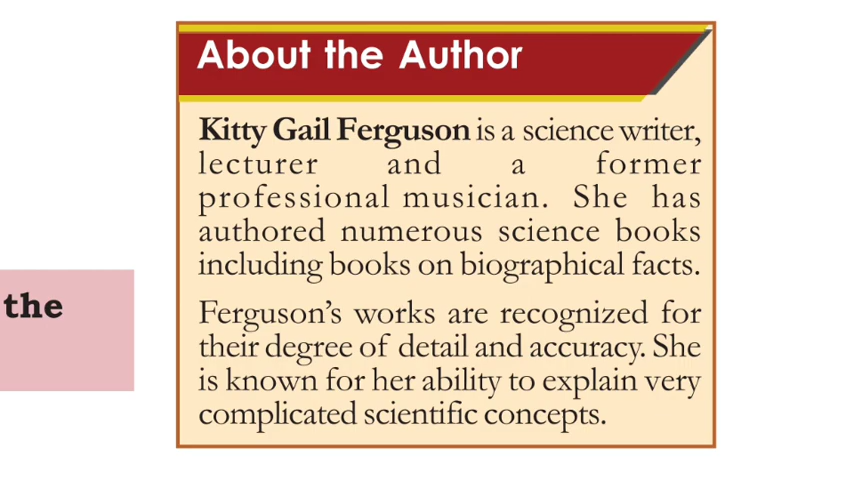 About the Author
Kitty Gail Ferguson is a science writer,
lecturer and a former
professional musician. She has
authored numerous science books
including books on biographical facts.
Ferguson's works are recognized for
their degree of detail and accuracy. She
is known for her ability to explain very
complicated scientific concepts.
the